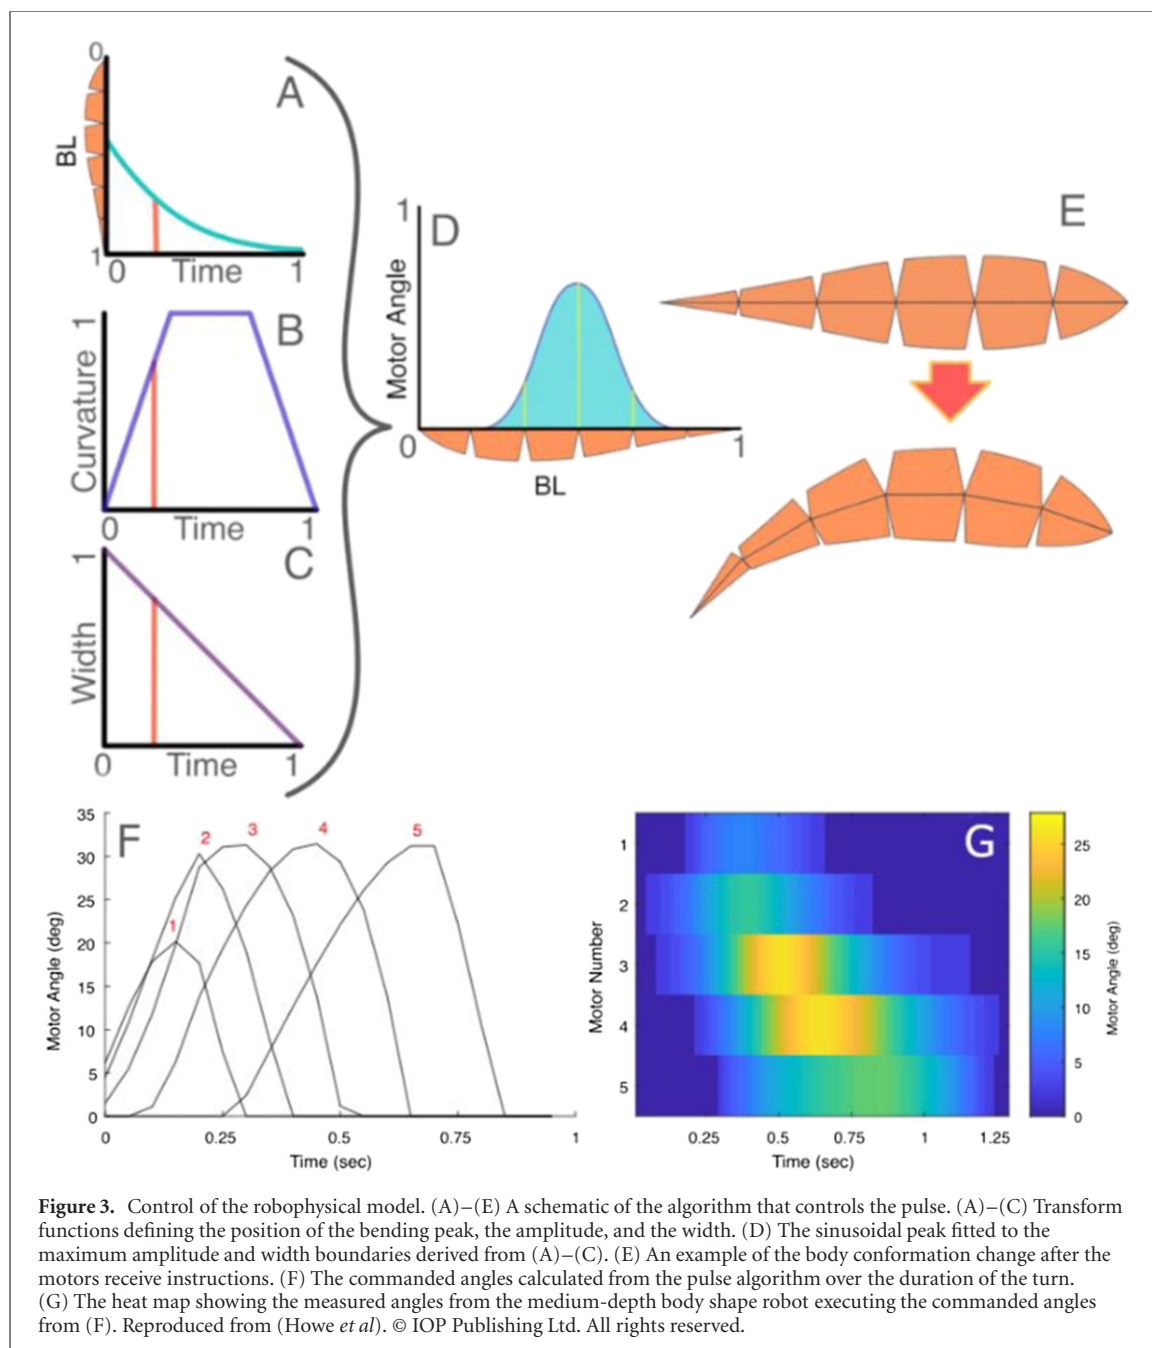 0
A
BL
1
0 Time 1
1
B
Curvature
0 Time 1
1
C
Width
0 Time 1
1
D
Motor Angle
0
1
BL
E
35
30
25
20
15
10
5
0
F
1
2
3
4
5
Motor Angle (deg)
0 0.25 0.5 0.75 1
Time (sec)
G
1
2
3
4
5
Motor Number
0.25 0.5 0.75 1 1.25
Time (sec)
25
20
15
10
5
0
Motor Angle (deg)
Figure 3. Control of the robophysical model. (A)–(E) A schematic of the algorithm that controls the pulse. (A)–(C) Transform
functions defining the position of the bending peak, the amplitude, and the width. (D) The sinusoidal peak fitted to the
maximum amplitude and width boundaries derived from (A)–(C). (E) An example of the body conformation change after the
motors receive instructions. (F) The commanded angles calculated from the pulse algorithm over the duration of the turn.
(G) The heat map showing the measured angles from the medium-depth body shape robot executing the commanded angles
from (F). Reproduced from (Howe et al). © IOP Publishing Ltd. All rights reserved.